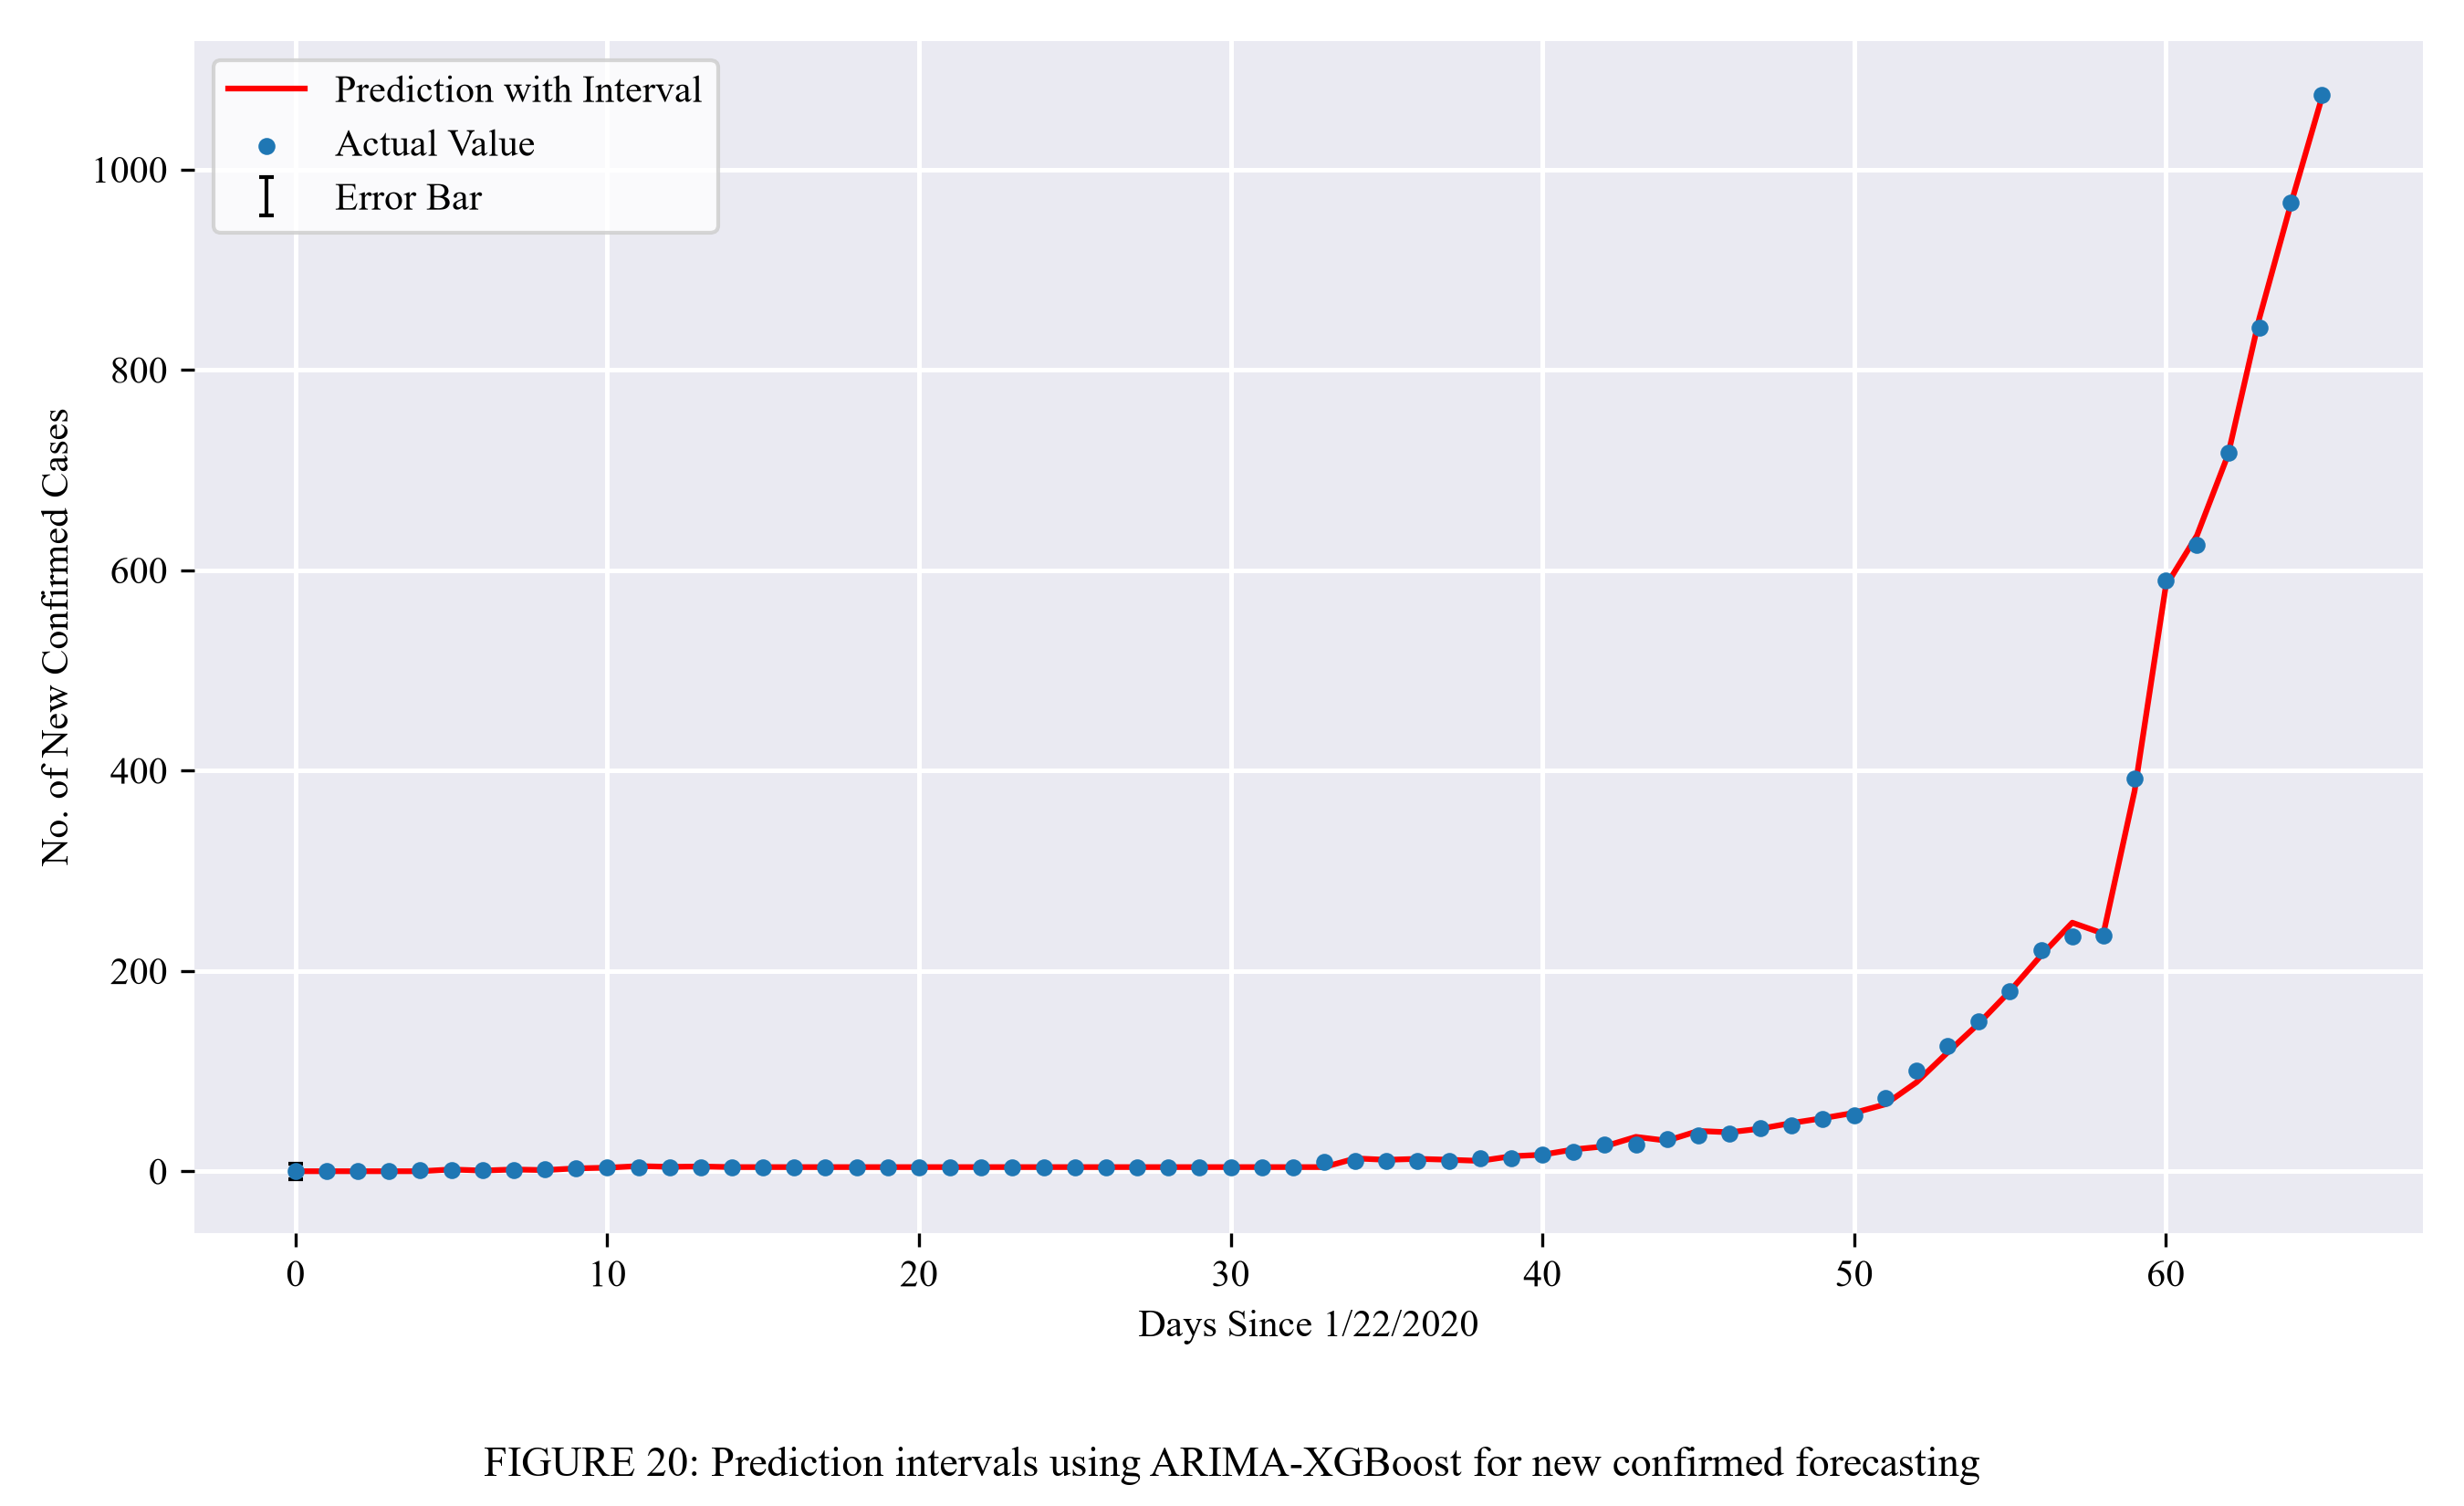 Prediction with Interval
Actual Value
Error Bar
1000
800
600
400
200
0
No. of New Confirmed Cases
0 10 20 30 40 50 60
Days Since 1/22/2020
FIGURE 20: Prediction intervals using ARIMA-XGBoost for new confirmed forecasting